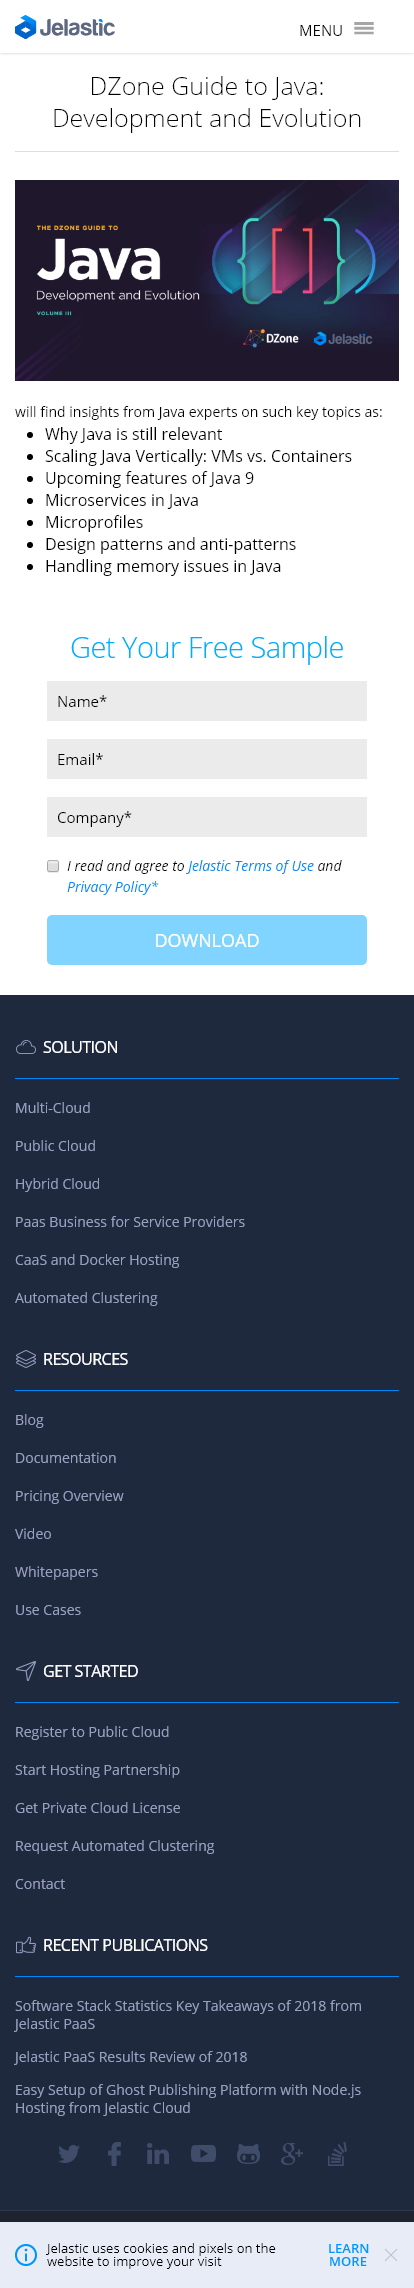 Jelastic
MENU
DZone Guide to Java:
Development and Evolution
THE DZONE GUIDE TO
Java
Development and Evolution
VOLUME III
DZone
Jelastic
will find insights from Java experts on such key topics as:
Why Java is still relevant
Scaling Java Vertically: VMs vs. Containers
Upcoming features of Java 9
Microservices in Java
Microprofiles
Design patterns and anti-patterns
Handling memory issues in Java
Get Your Free Sample
Name*
Email*
Company*
I read and agree to Jelastic Terms of Use and
Privacy Policy*
DOWNLOAD
SOLUTION
Multi-Cloud
Public Cloud
Hybrid Cloud
Paas Business for Service Providers
CaaS and Docker Hosting
Automated Clustering
RESOURCES
Blog
Documentation
Pricing Overview
Video
Whitepapers
Use Cases
GET STARTED
Register to Public Cloud
Start Hosting Partnership
Get Private Cloud License
Request Automated Clustering
Contact
RECENT PUBLICATIONS
Software Stack Statistics Key Takeaways of 2018 from
Jelastic PaaS
Jelastic PaaS Results Review of 2018
Easy Setup of Ghost Publishing Platform with Node.js
Hosting from Jelastic Cloud
Jelastic uses cookies and pixels on the
website to improve your visit
LEARN
MORE